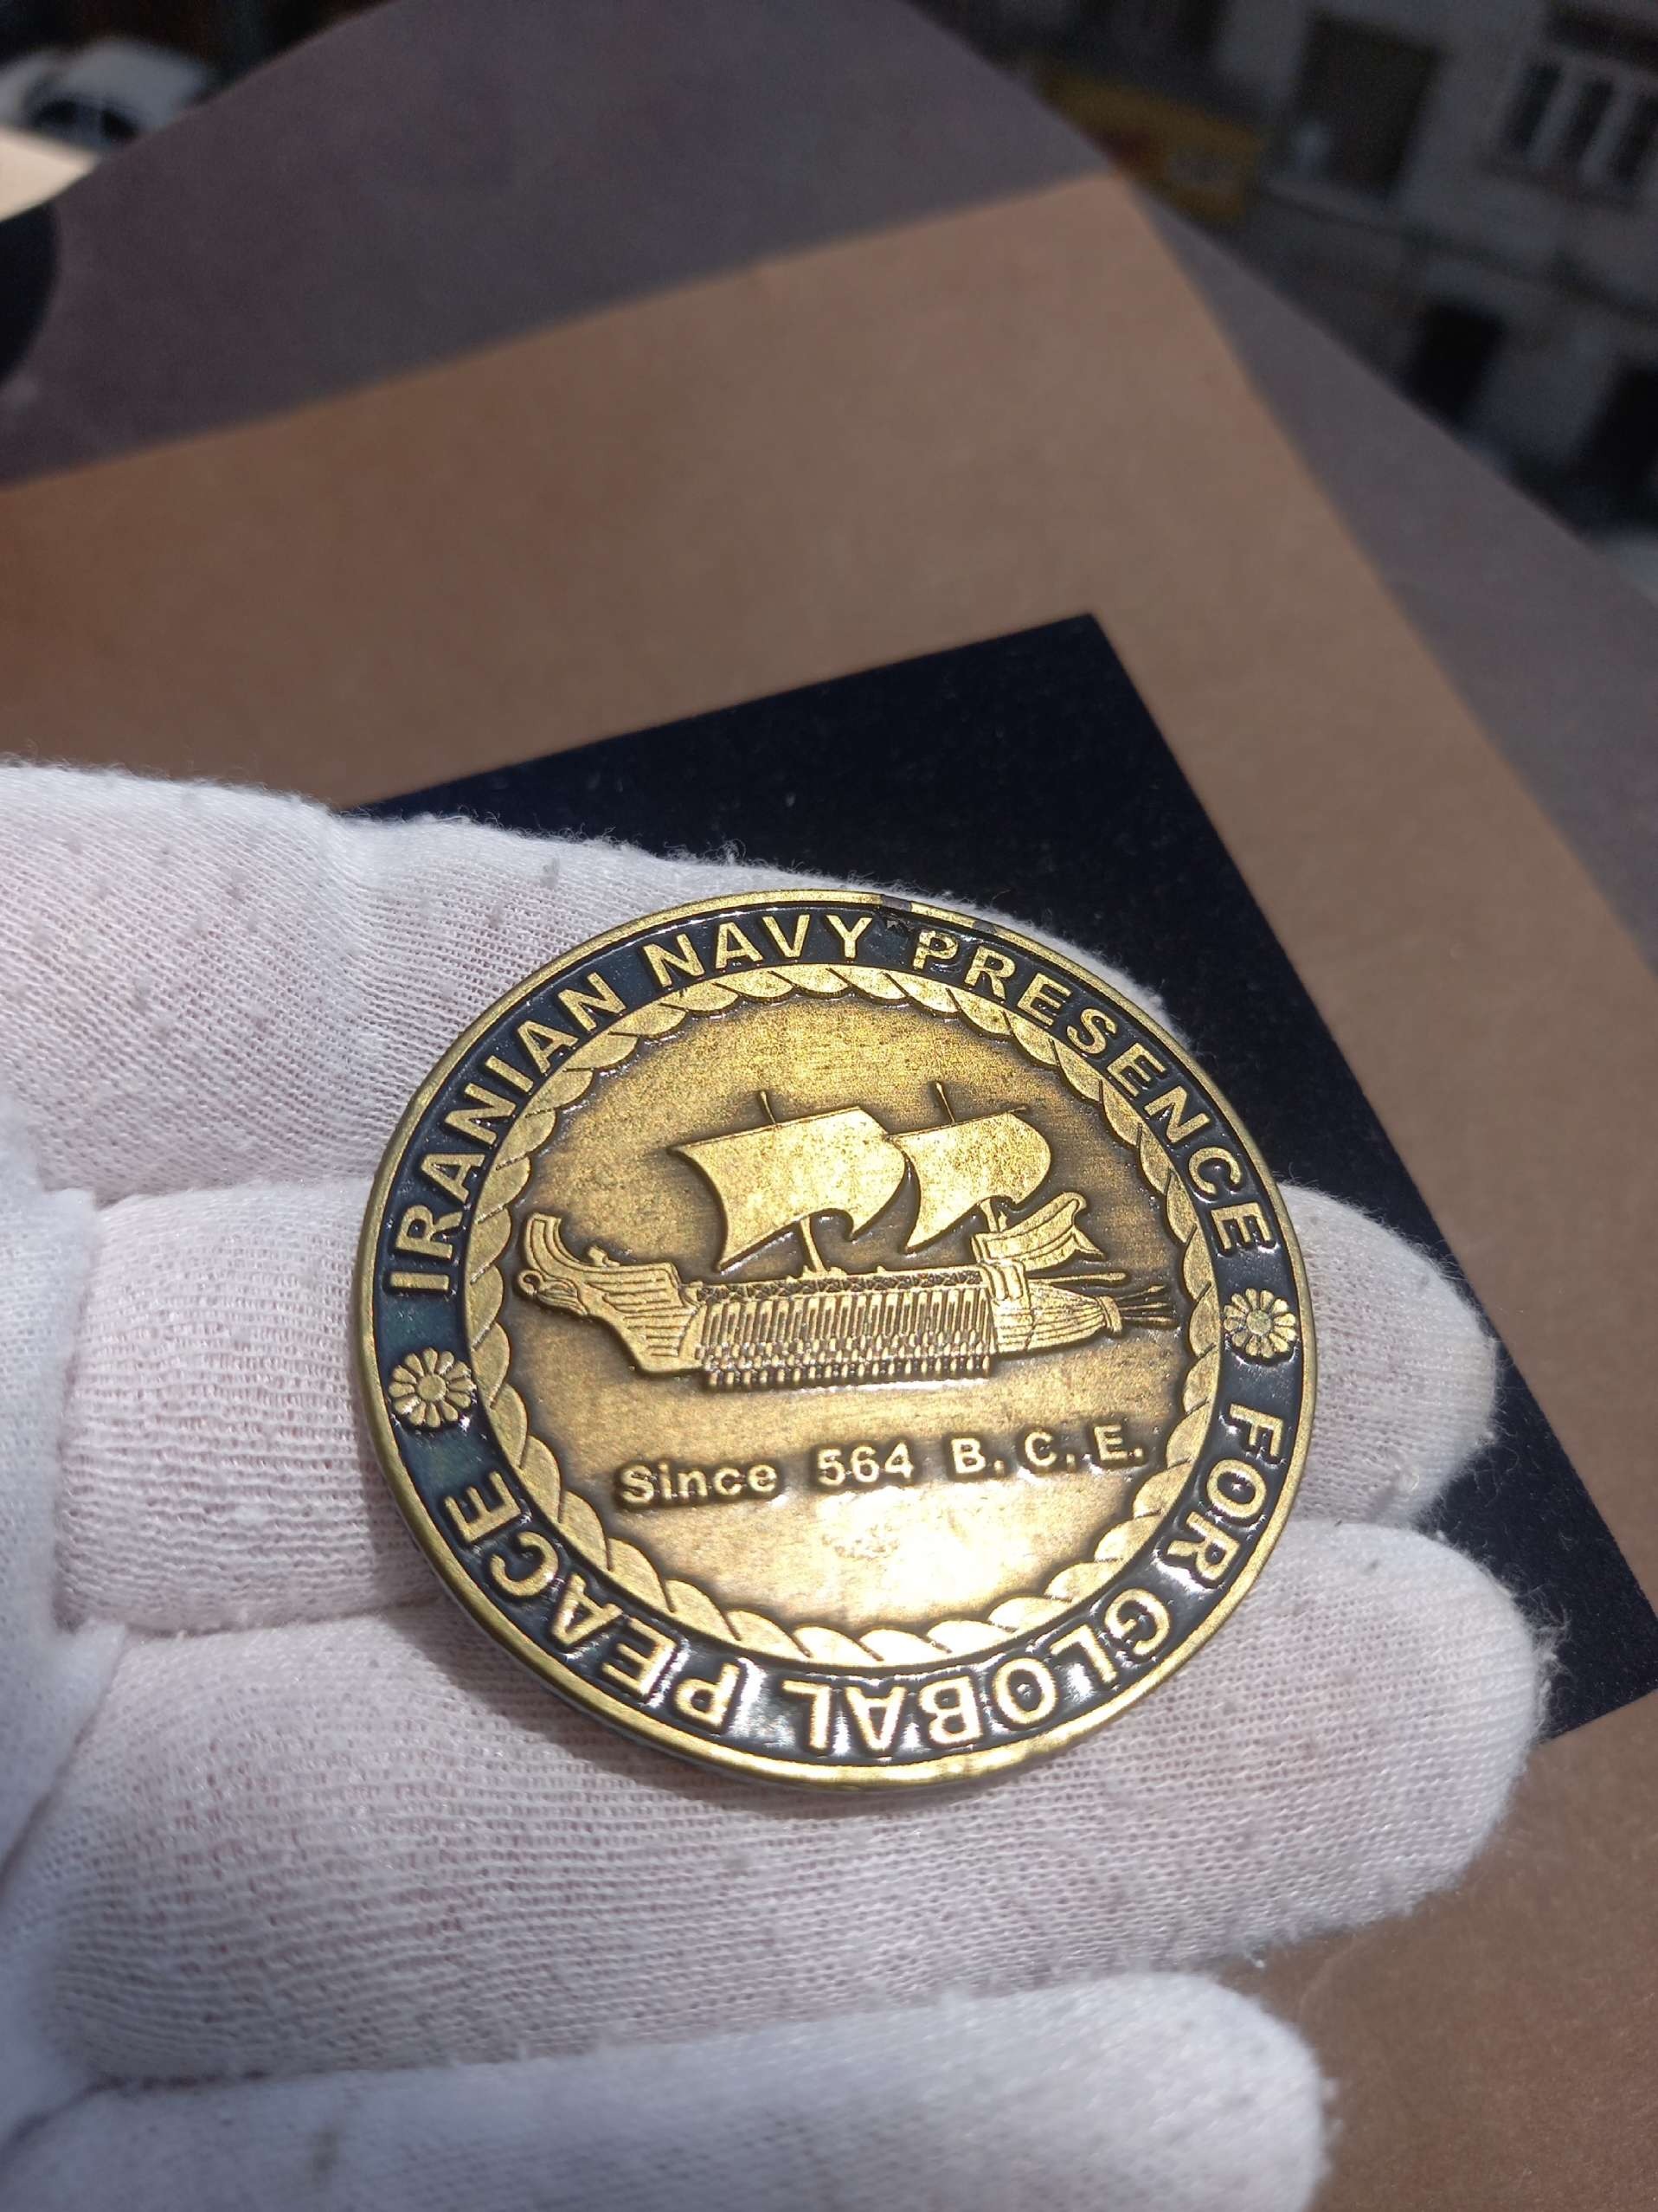 IRANIAN NAVY PRESENCE
FOR GLOBAL PEACE
Since 564 B.C.E.